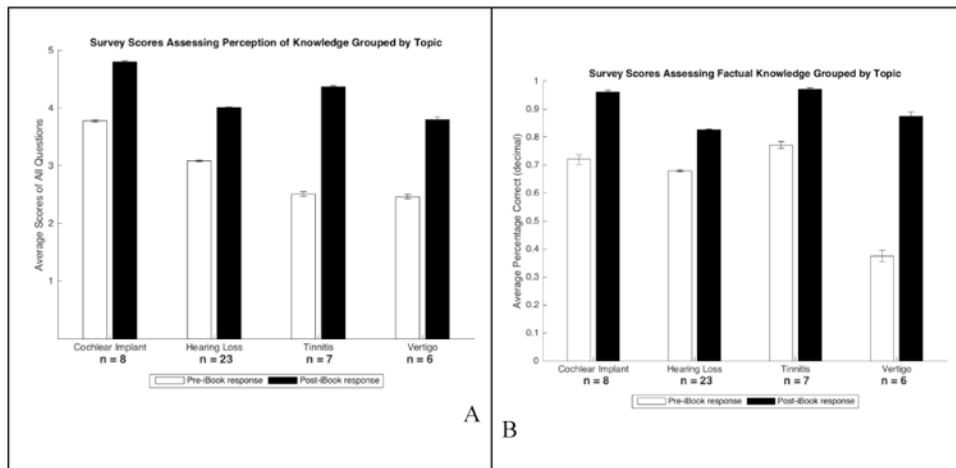 Survey Scores Assessing Perception of Knowledge Grouped by Topic
Average Scores of All Questions
5
4
3
2
1
Cochlear Implant Hearing Loss Tinnitis Vertigo
n = 8 n = 23 n = 7 n = 6
Pre-iBook response Post-iBook response
A
Survey Scores Assessing Factual Knowledge Grouped by Topic
Average Percentage Correct (decimal)
1
0.9
0.8
0.7
0.6
0.5
0.4
0.3
0.2
0.1
0
Cochlear Implant Hearing Loss Tinnitis Vertigo
n = 8 n = 23 n = 7 n = 6
Pre-iBook response Post-iBook response
B